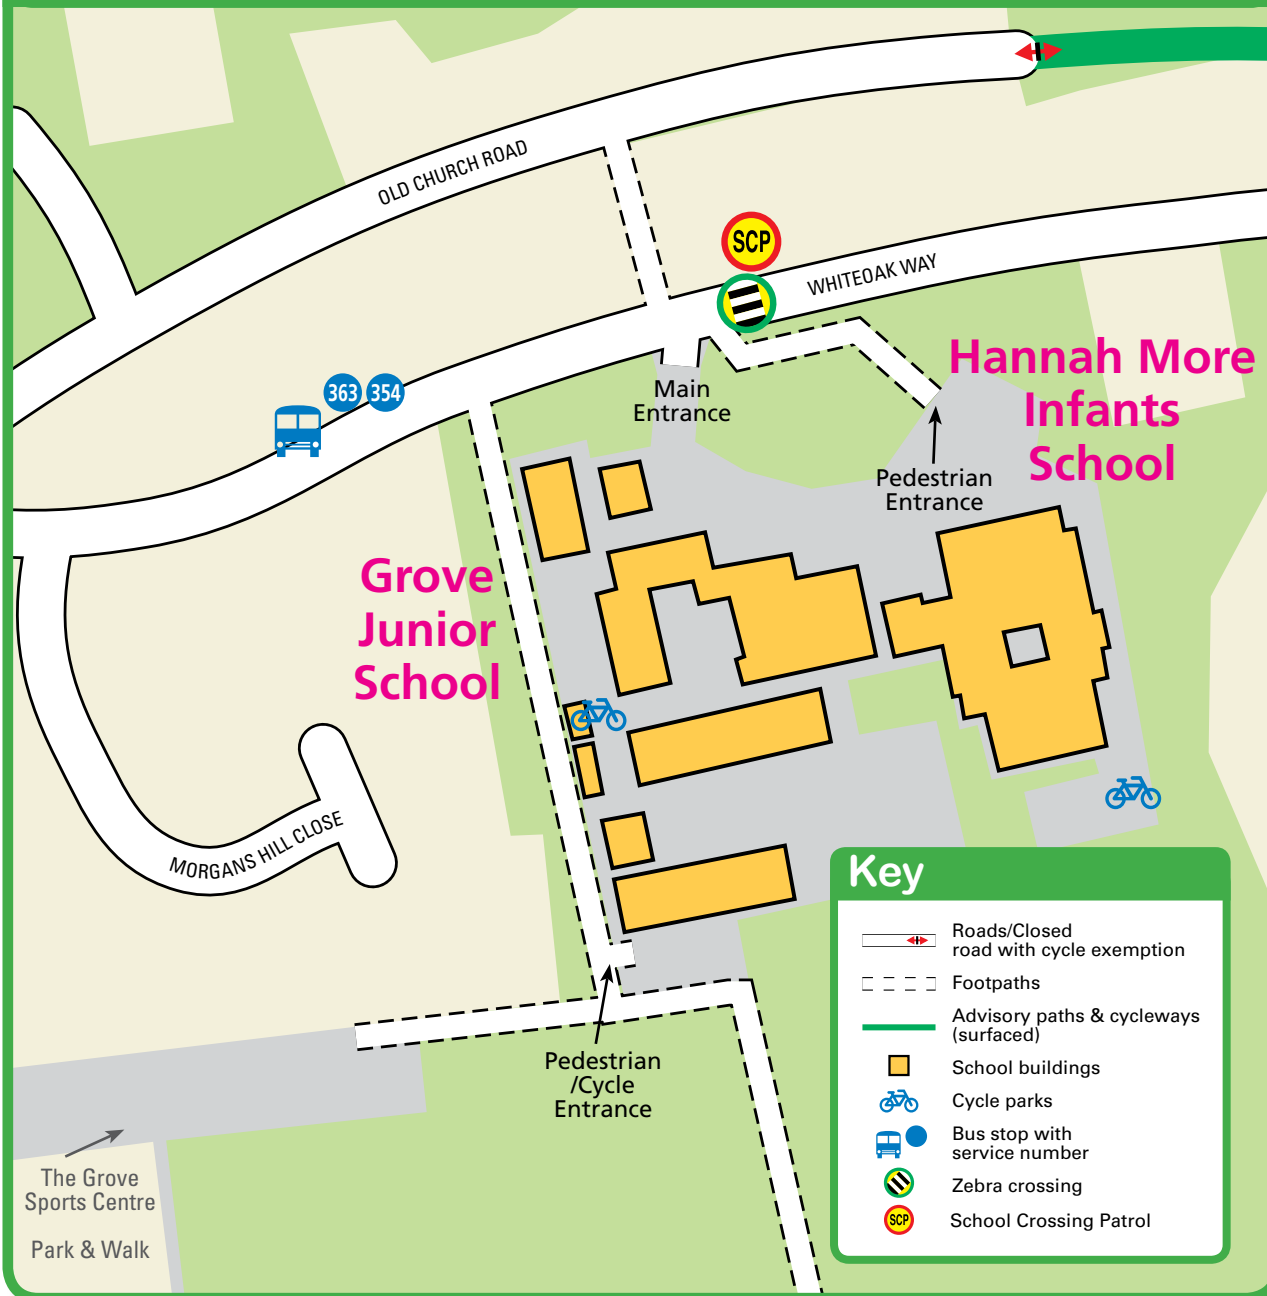 OLD CHURCH ROAD
SCP
WHITEOAK WAY
363 354
Main
Entrance
Hannah More
Infants
School
Pedestrian
Entrance
Grove
Junior
School
MORGANS HILL CLOSE
Pedestrian
/Cycle
Entrance
The Grove
Sports Centre
Park & Walk
Key
Roads/Closed
road with cycle exemption
Footpaths
Advisory paths & cycleways
(surfaced)
School buildings
Cycle parks
Bus stop with
service number
Zebra crossing
SCP School Crossing Patrol